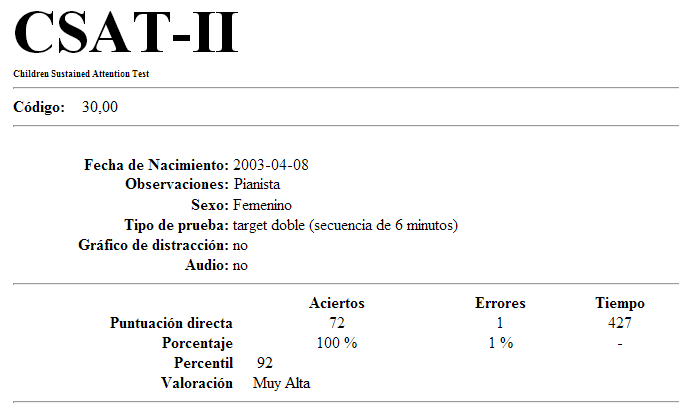 CSAT-II
Children Sustained Attention Test
Código: 30,00
Fecha de Nacimiento: 2003-04-08
Observaciones: Pianista
Sexo: Femenino
Tipo de prueba: target doble (secuencia de 6 minutos)
Gráfico de distracción: no
Audio: no
Aciertos Errores Tiempo
Puntuación directa 72 1 427
Porcentaje 100 % 1 % -
Percentil 92
Valoración Muy Alta